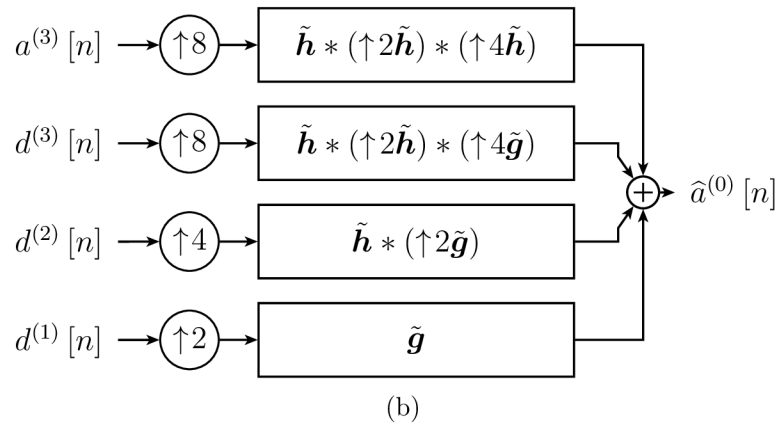 a^{(3)} [n] ↑8 h̃ ∗ (↑2h̃) ∗ (↑4h̃)
d^{(3)} [n] ↑8 h̃ ∗ (↑2h̃) ∗ (↑4g̃)
+ â^{(0)} [n]
d^{(2)} [n] ↑4 h̃ ∗ (↑2g̃)
d^{(1)} [n] ↑2 g̃
(b)